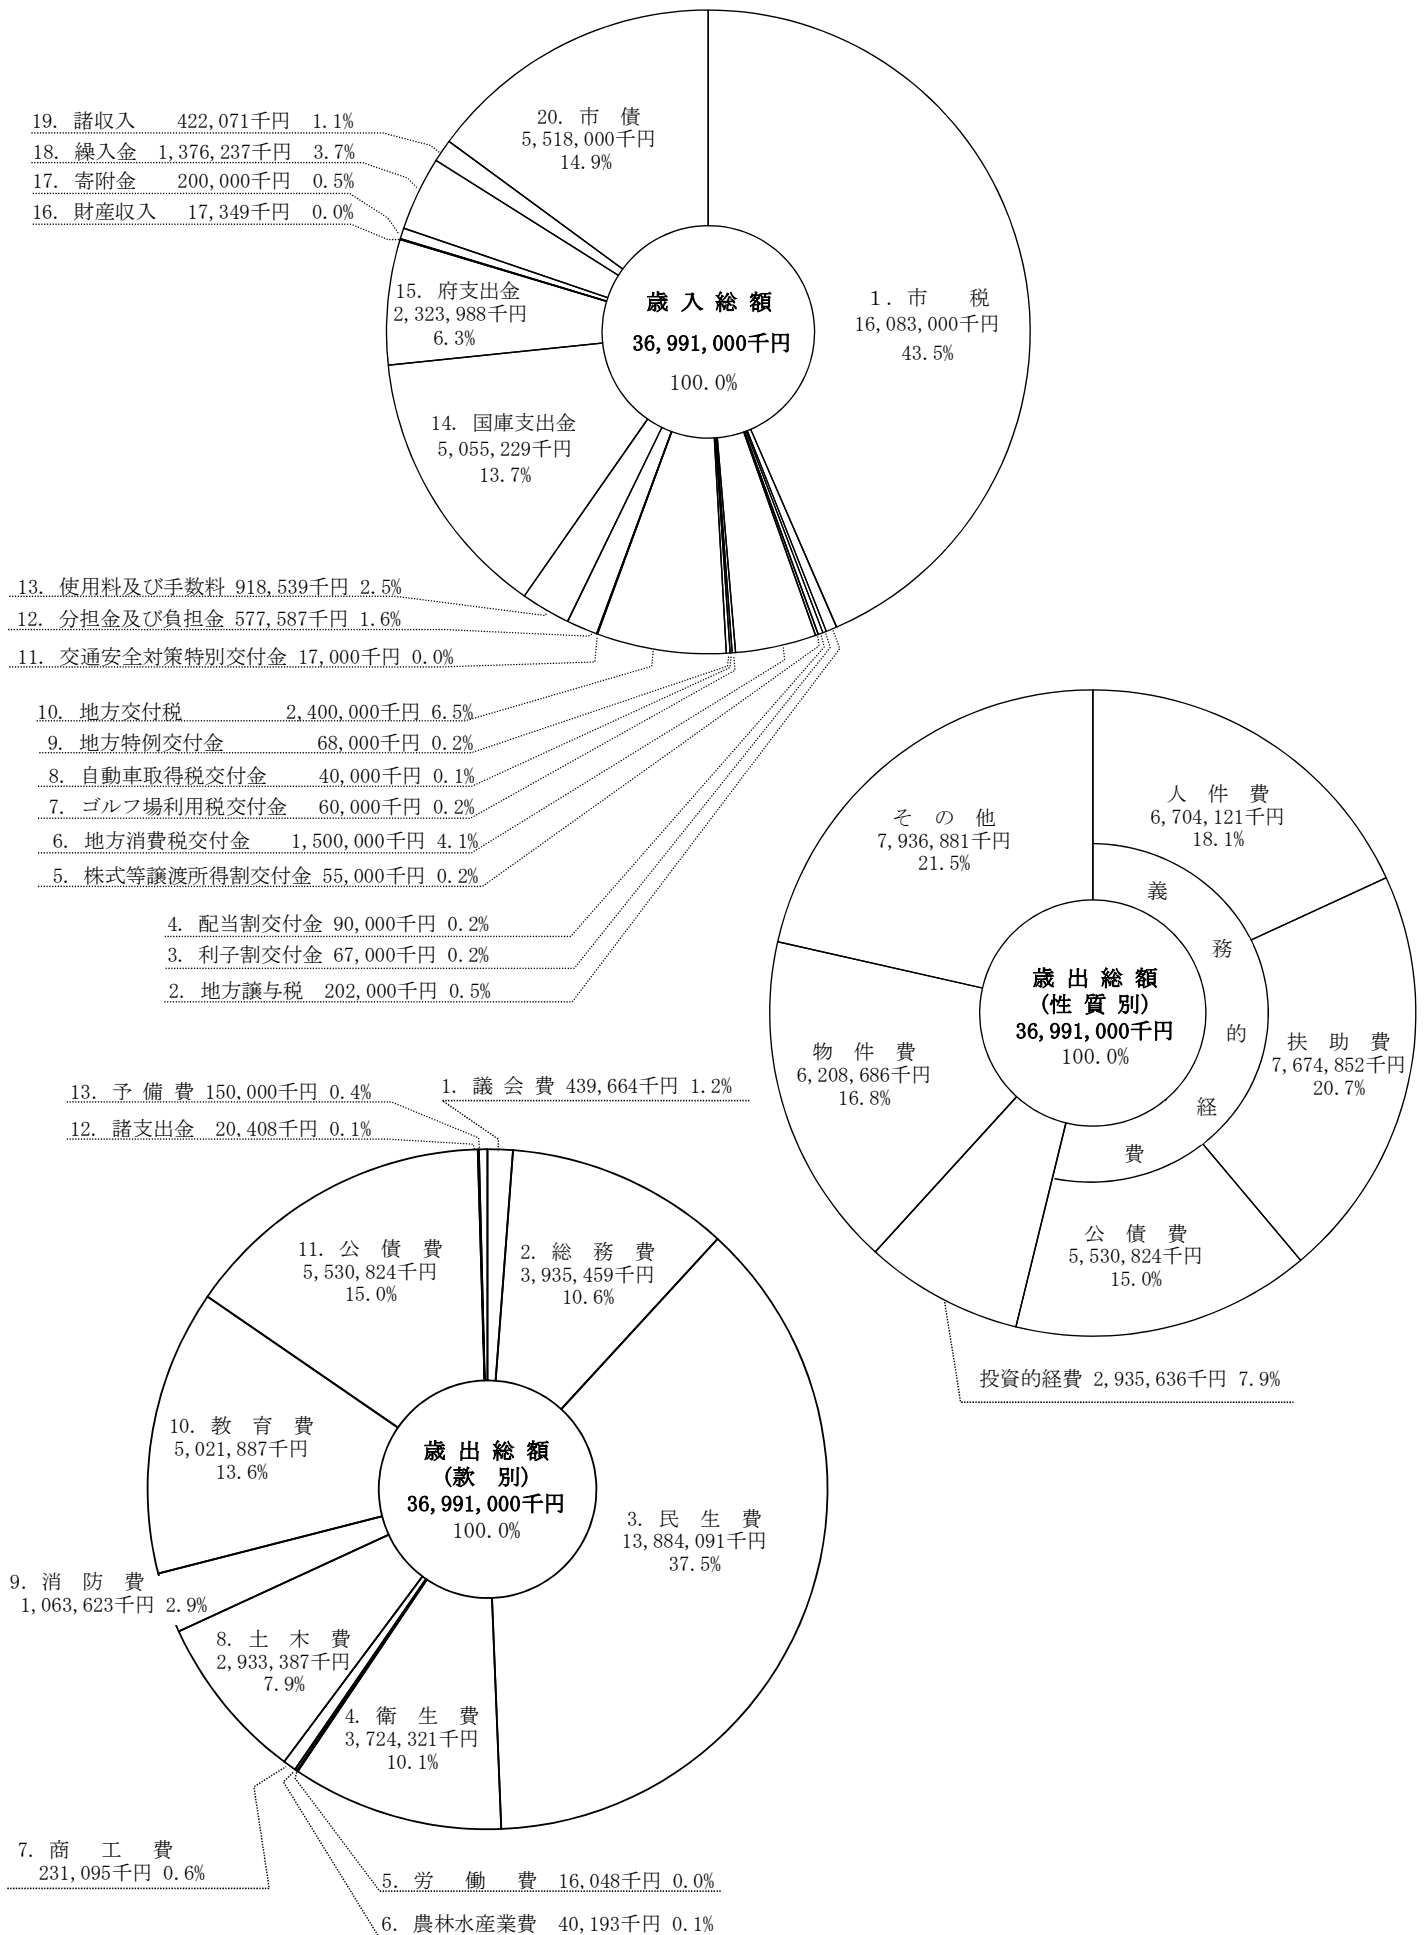 19. 諸収入 422,071千円 1.1%
18. 繰入金 1,376,237千円 3.7%
17. 寄附金 200,000千円 0.5%
16. 財産収入 17,349千円 0.0%
20. 市 債
5,518,000千円
14.9%
15. 府支出金
2,323,988千円
6.3%
歳 入 総 額
36,991,000千円
100.0%
1. 市 税
16,083,000千円
43.5%
14. 国庫支出金
5,055,229千円
13.7%
13. 使用料及び手数料 918,539千円 2.5%
12. 分担金及び負担金 577,587千円 1.6%
11. 交通安全対策特別交付金 17,000千円 0.0%
10. 地方交付税 2,400,000千円 6.5%
9. 地方特例交付金 68,000千円 0.2%
8. 自動車取得税交付金 40,000千円 0.1%
7. ゴルフ場利用税交付金 60,000千円 0.2%
6. 地方消費税交付金 1,500,000千円 4.1%
5. 株式等譲渡所得割交付金 55,000千円 0.2%
4. 配当割交付金 90,000千円 0.2%
3. 利子割交付金 67,000千円 0.2%
2. 地方譲与税 202,000千円 0.5%
人 件 費
6,704,121千円
18.1%
そ の 他
7,936,881千円
21.5%
義
務
的
経
費
歳 出 総 額
(性 質 別)
36,991,000千円
100.0%
扶 助 費
7,674,852千円
20.7%
物 件 費
6,208,686千円
16.8%
公 債 費
5,530,824千円
15.0%
投資的経費 2,935,636千円 7.9%
13. 予 備 費 150,000千円 0.4%
12. 諸支出金 20,408千円 0.1%
1. 議 会 費 439,664千円 1.2%
11. 公 債 費
5,530,824千円
15.0%
2. 総 務 費
3,935,459千円
10.6%
10. 教 育 費
5,021,887千円
13.6%
歳 出 総 額
(款 別)
36,991,000千円
100.0%
3. 民 生 費
13,884,091千円
37.5%
9. 消 防 費
1,063,623千円 2.9%
8. 土 木 費
2,933,387千円
7.9%
4. 衛 生 費
3,724,321千円
10.1%
7. 商 工 費
231,095千円 0.6%
5. 労 働 費 16,048千円 0.0%
6. 農林水産業費 40,193千円 0.1%